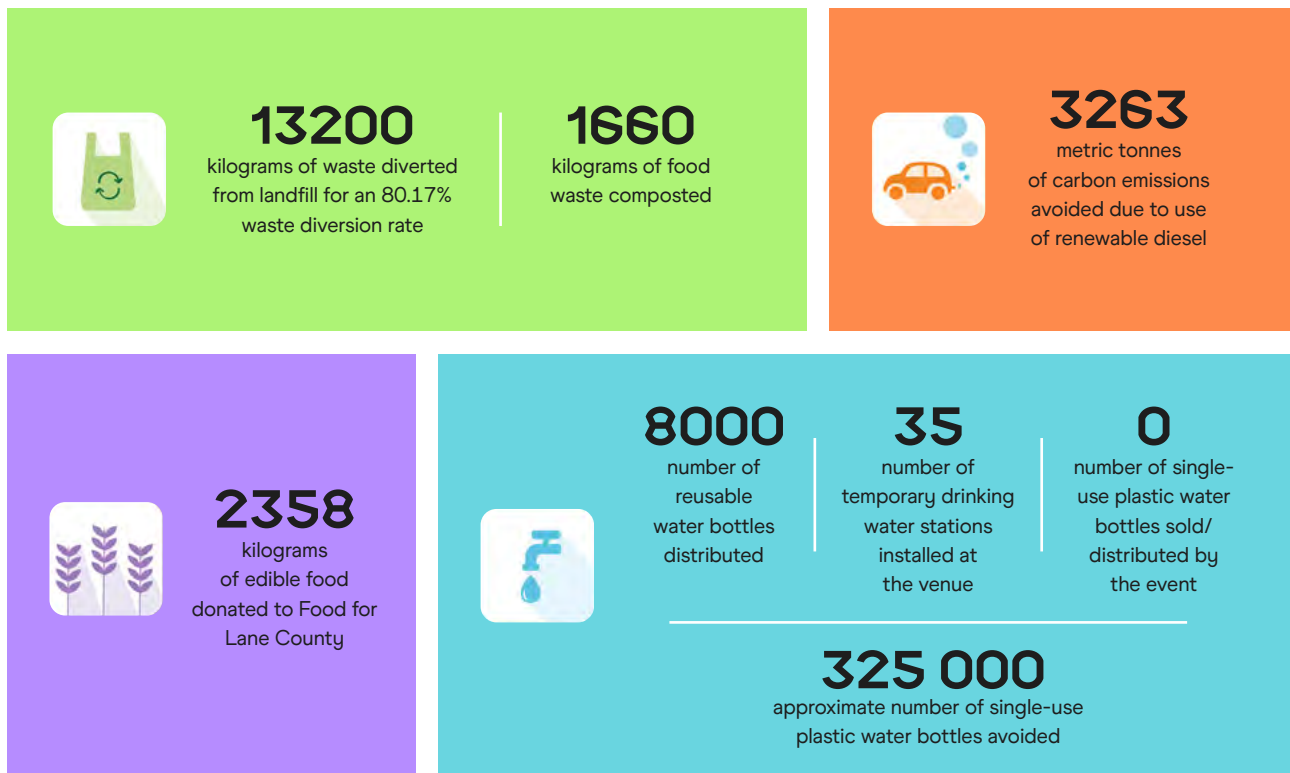 13200
kilograms of waste diverted
from landfill for an 80.17%
waste diversion rate
1660
kilograms of food
waste composted
3263
metric tonnes
of carbon emissions
avoided due to use
of renewable diesel
2358
kilograms
of edible food
donated to Food for
Lane County
8000
number of
reusable
water bottles
distributed
35
number of
temporary drinking
water stations
installed at
the venue
0
number of single-
use plastic water
bottles sold/
distributed by
the event
325 000
approximate number of single-use
plastic water bottles avoided